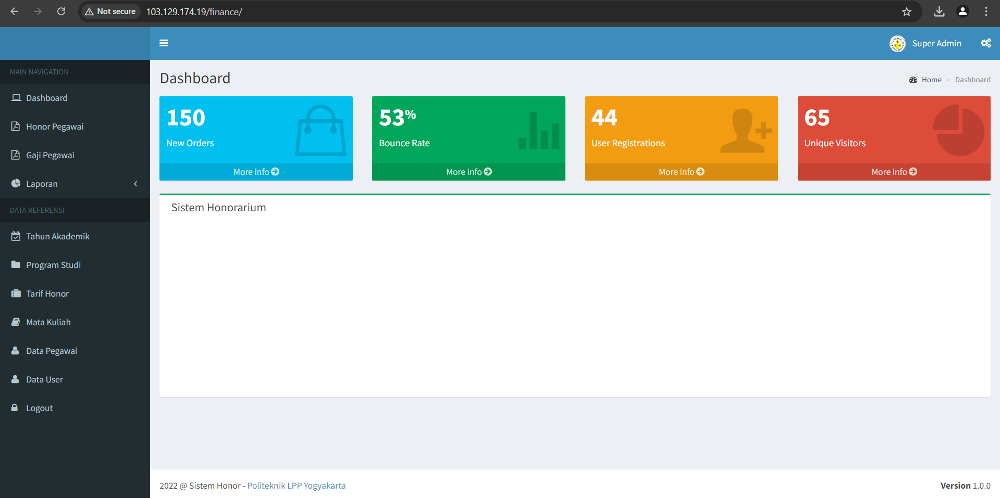 Not secure 103.129.174.19/finance/
Super Admin
MAIN NAVIGATION
Dashboard
Honor Pegawai
Gaji Pegawai
Laporan
DATA REFERENSI
Tahun Akademik
Program Studi
Tarif Honor
Mata Kuliah
Data Pegawai
Data User
Logout
Dashboard
Home > Dashboard
150
New Orders
More info
53%
Bounce Rate
More info
44
User Registrations
More info
65
Unique Visitors
More info
Sistem Honorarium
2022 @ Sistem Honor - Politeknik LPP Yogyakarta
Version 1.0.0